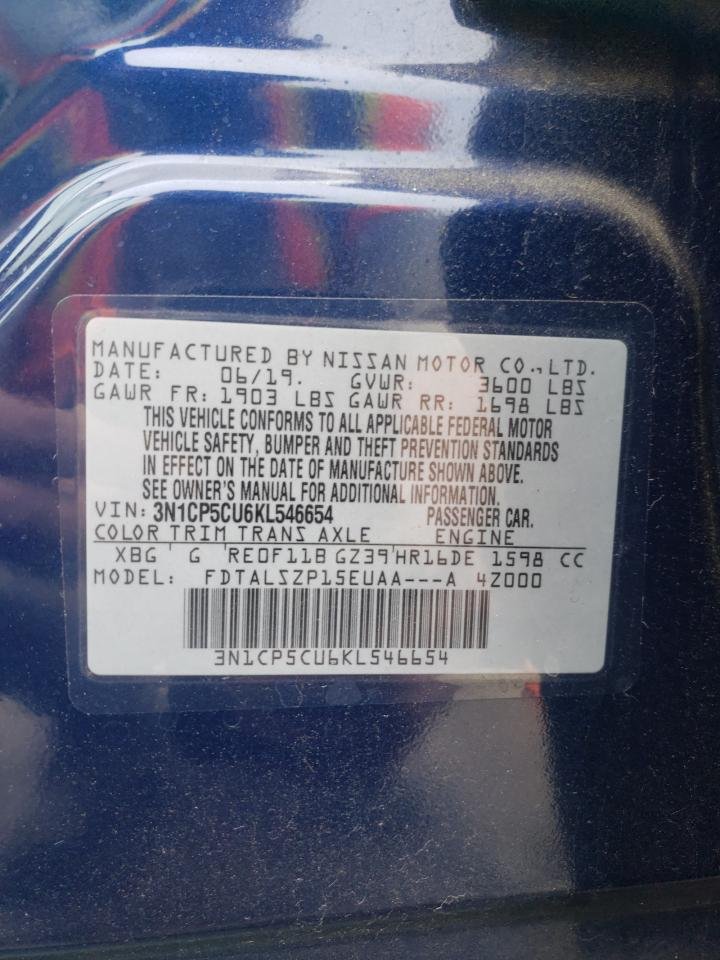 MANUFACTURED BY NISSAN MOTOR CO., LTD.
DATE: 06/19. GVWR: 3600 LBS
GAWR FR: 1903 LBS GAWR RR: 1698 LBS
THIS VEHICLE CONFORMS TO ALL APPLICABLE FEDERAL MOTOR
VEHICLE SAFETY, BUMPER AND THEFT PREVENTION STANDARDS
IN EFFECT ON THE DATE OF MANUFACTURE SHOWN ABOVE.
SEE OWNER'S MANUAL FOR ADDITIONAL INFORMATION.
VIN: 3N1CP5CU6KL546654 PASSENGER CAR.
COLOR TRIM TRANS AXLE ENGINE
XBG G RE0F11B GZ39 HR16DE 1598 CC
MODEL: FDTALSZP15EUAA---A 4Z000
3N1CP5CU6KL546654